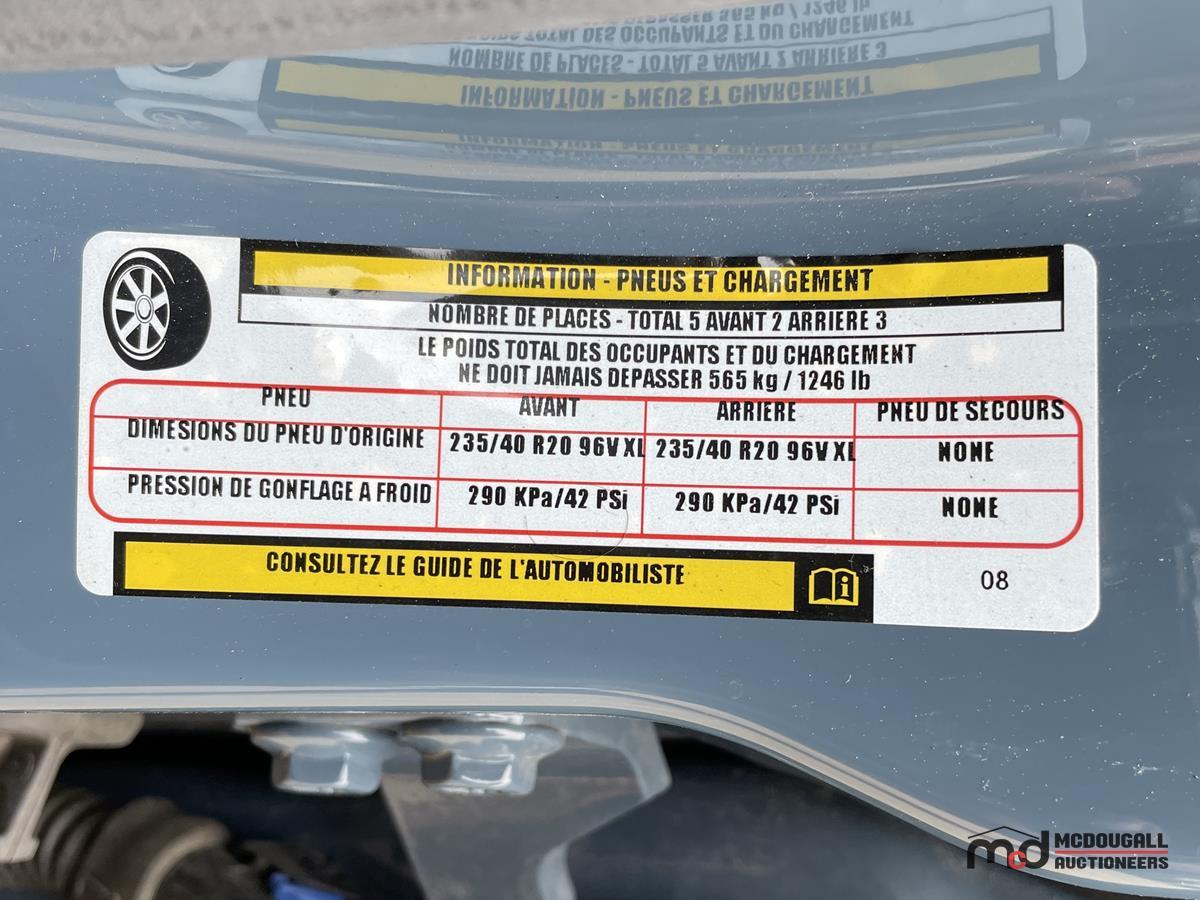 INFORMATION - PNEUS ET CHARGEMENT
NOMBRE DE PLACES - TOTAL 5 AVANT 2 ARRIERE 3
LE POIDS TOTAL DES OCCUPANTS ET DU CHARGEMENT
NE DOIT JAMAIS DEPASSER 565 kg / 1246 lb
PNEU AVANT ARRIERE PNEU DE SECOURS
DIMESIONS DU PNEU D'ORIGINE 235/40 R20 96V XL 235/40 R20 96V XL NONE
PRESSION DE GONFLAGE A FROID 290 KPa/42 PSi 290 KPa/42 PSi NONE
CONSULTEZ LE GUIDE DE L'AUTOMOBILISTE
08
mcd MCDOUGALL
AUCTIONEERS